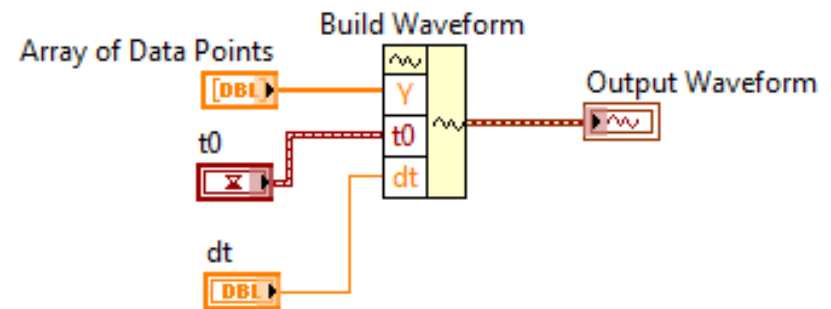 Build Waveform
Array of Data Points
[DBL]
Y
Output Waveform
t0
t0
dt
dt
DBL